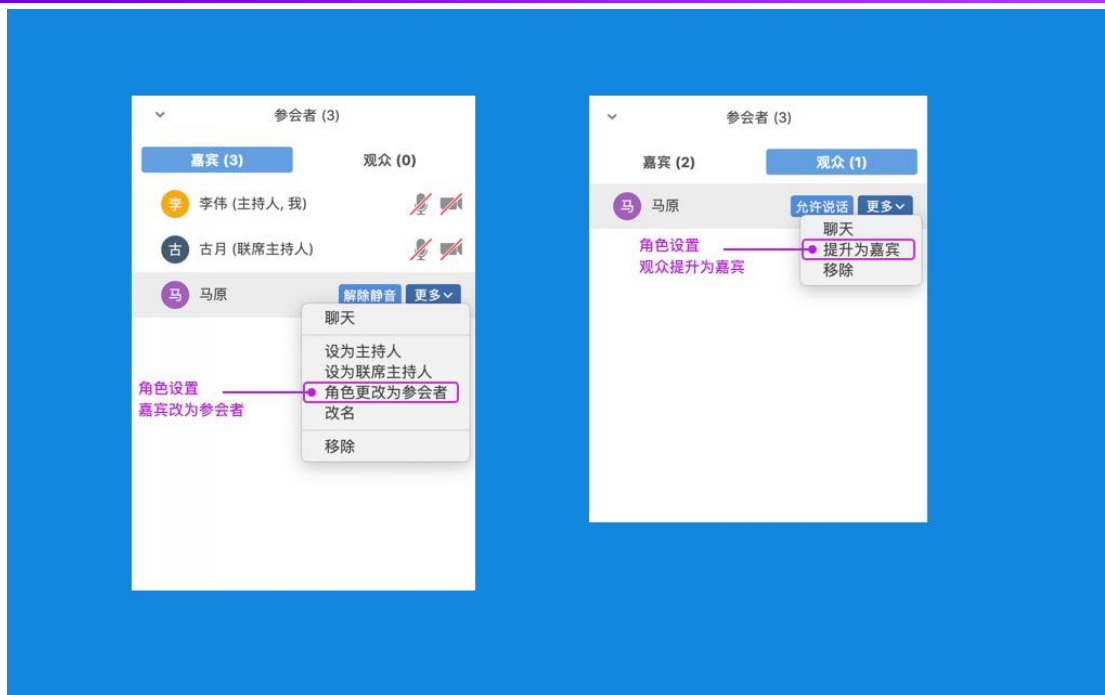 参会者 (3)
嘉宾 (3)
观众 (0)
李
李伟 (主持人, 我)
古
古月 (联席主持人)
马
马原
解除静音
更多
聊天
设为主持人
设为联席主持人
角色更改为参会者
改名
移除
角色设置
嘉宾改为参会者
参会者 (3)
嘉宾 (2)
观众 (1)
马
马原
允许说话
更多
聊天
提升为嘉宾
移除
角色设置
观众提升为嘉宾